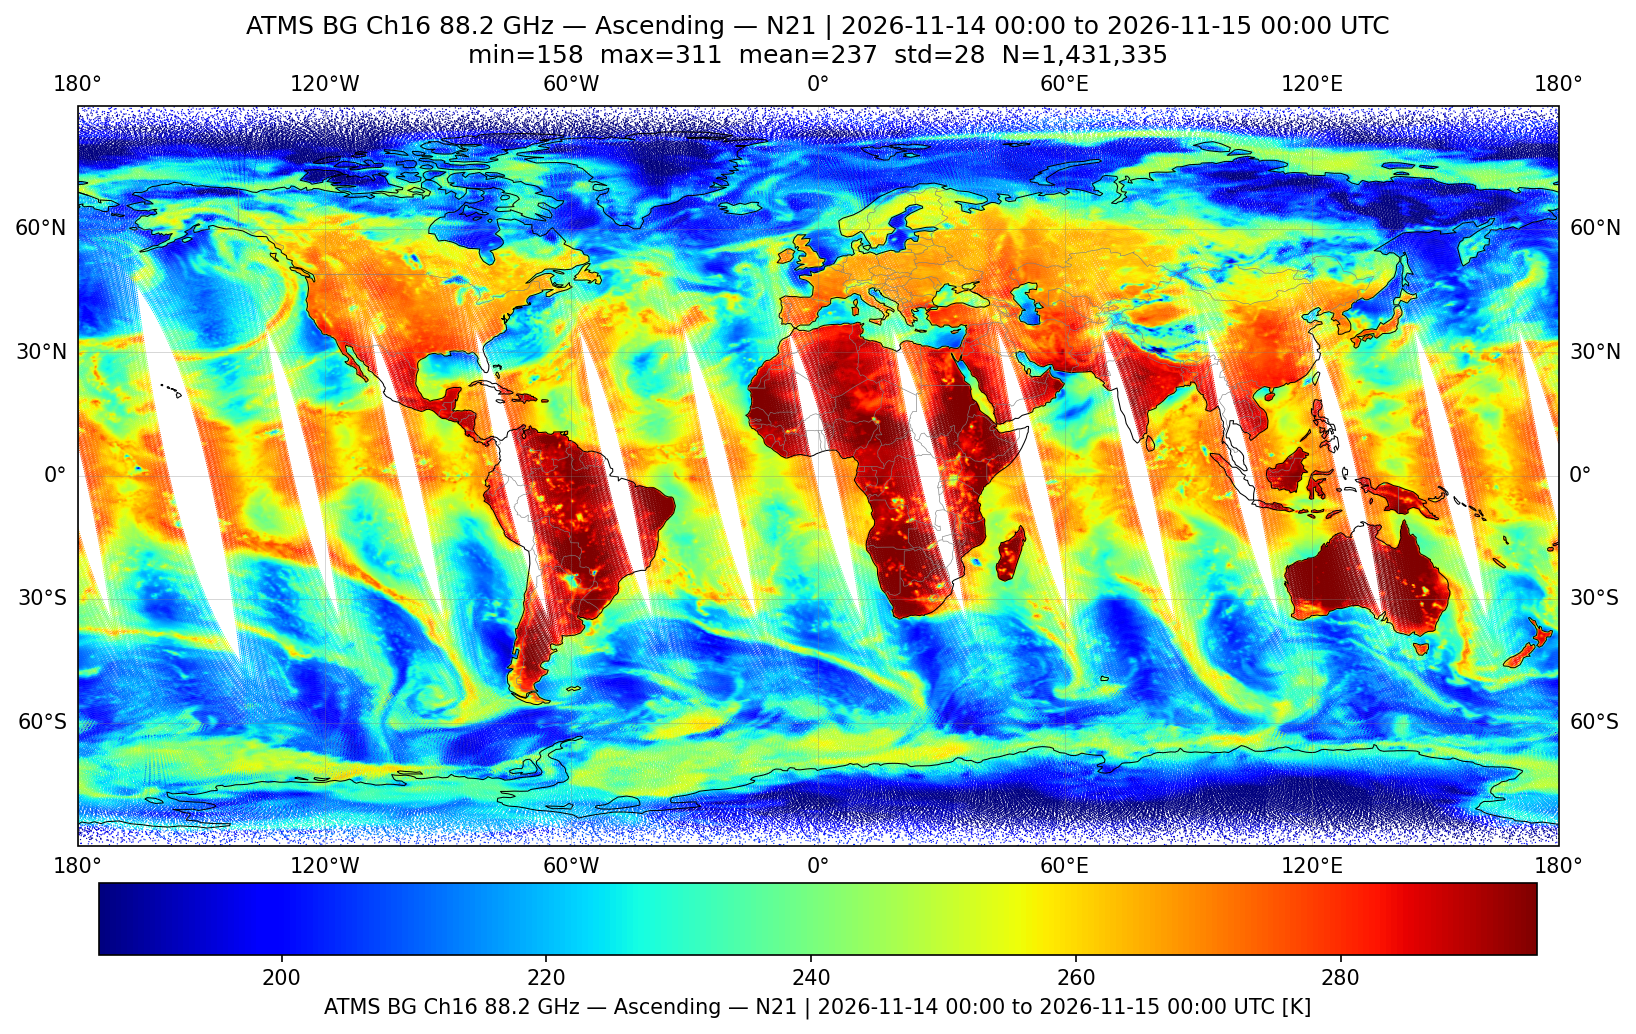 ATMS BG Ch16 88.2 GHz — Ascending — N21 | 2026-11-14 00:00 to 2026-11-15 00:00 UTC
min=158 max=311 mean=237 std=28 N=1,431,335
180° 120°W 60°W 0° 60°E 120°E 180°
60°N 60°N
30°N 30°N
0° 0°
30°S 30°S
60°S 60°S
180° 120°W 60°W 0° 60°E 120°E 180°
200 220 240 260 280
ATMS BG Ch16 88.2 GHz — Ascending — N21 | 2026-11-14 00:00 to 2026-11-15 00:00 UTC [K]